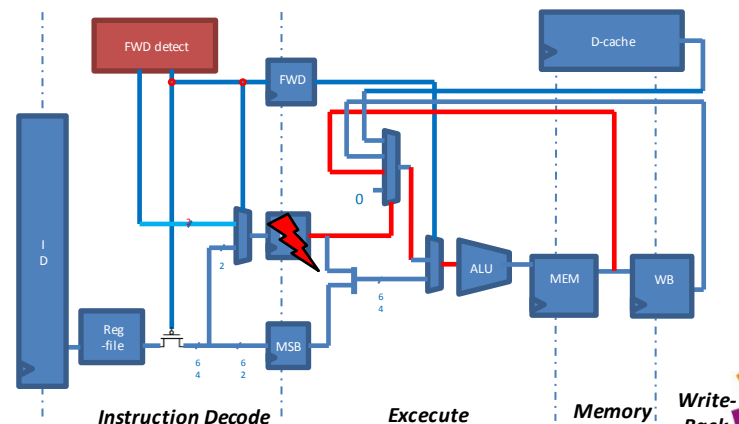 FWD detect
D-cache
FWD
0
2
2
I
D
ALU
MEM
WB
6
4
Reg
-file
MSB
6
4
6
2
Instruction Decode
Excecute
Memory
Write-
Back